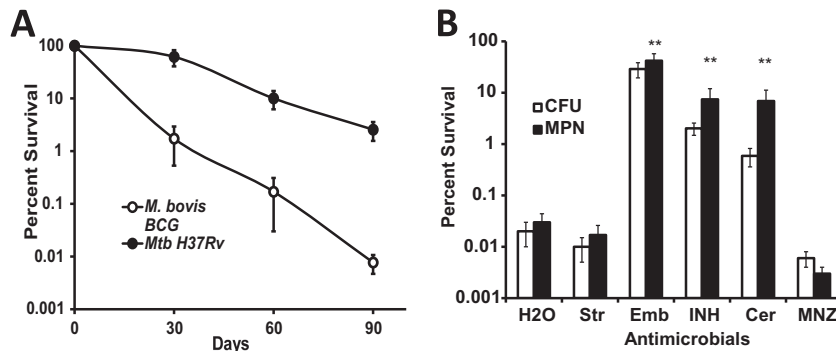 A
Percent Survival
100
10
1
0.1
0.01
0.001
M. bovis
BCG
Mtb H37Rv
0 30 60 90
Days
B
Percent Survival
100
10
1
0.1
0.01
0.001
CFU
MPN
** ** **
H2O Str Emb INH Cer MNZ
Antimicrobials